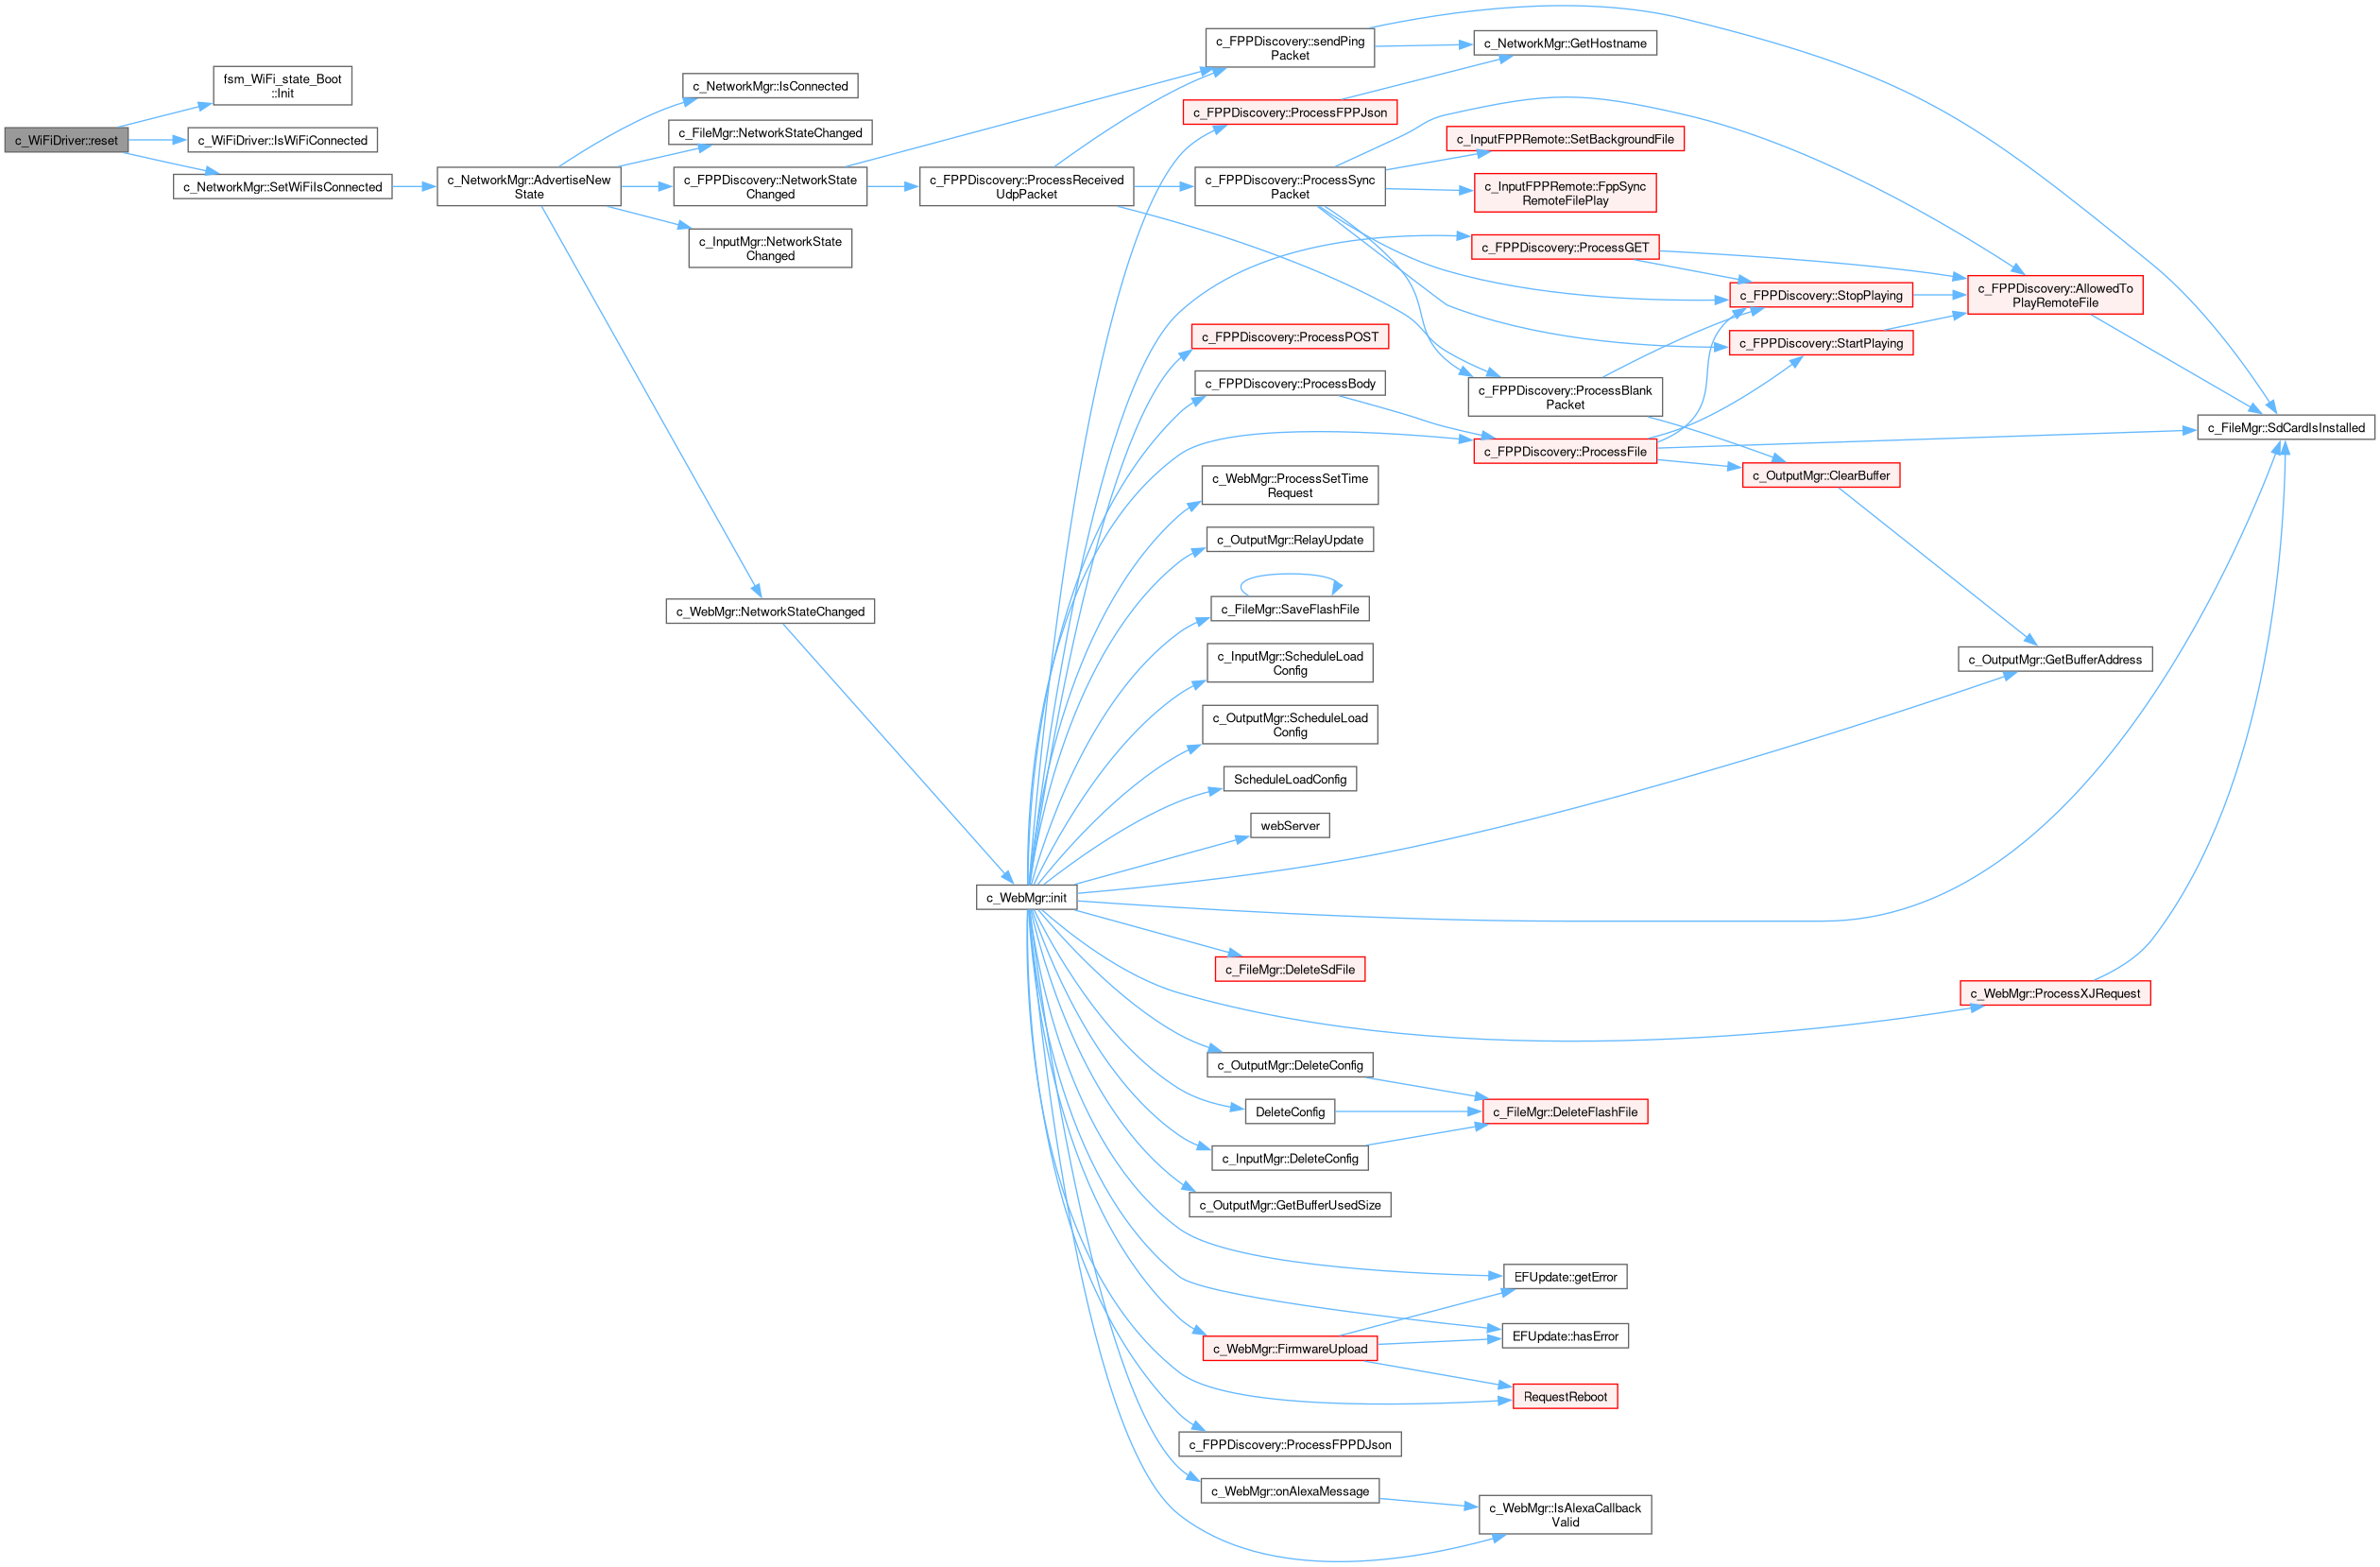 c_WiFiDriver::reset
fsm_WiFi_state_Boot
::Init
c_WiFiDriver::IsWiFiConnected
c_NetworkMgr::SetWiFiIsConnected
c_NetworkMgr::AdvertiseNew
State
c_NetworkMgr::IsConnected
c_FileMgr::NetworkStateChanged
c_FPPDiscovery::NetworkState
Changed
c_InputMgr::NetworkState
Changed
c_WebMgr::NetworkStateChanged
c_FPPDiscovery::ProcessReceived
UdpPacket
c_WebMgr::init
c_FPPDiscovery::sendPing
Packet
c_FPPDiscovery::ProcessFPPJson
c_FPPDiscovery::ProcessSync
Packet
c_FPPDiscovery::ProcessPOST
c_FPPDiscovery::ProcessBody
c_WebMgr::ProcessSetTime
Request
c_OutputMgr::RelayUpdate
c_FileMgr::SaveFlashFile
c_InputMgr::ScheduleLoad
Config
c_OutputMgr::ScheduleLoad
Config
ScheduleLoadConfig
webServer
c_FileMgr::DeleteSdFile
c_OutputMgr::DeleteConfig
DeleteConfig
c_InputMgr::DeleteConfig
c_OutputMgr::GetBufferUsedSize
c_WebMgr::FirmwareUpload
c_FPPDiscovery::ProcessFPPDJson
c_WebMgr::onAlexaMessage
c_NetworkMgr::GetHostname
c_InputFPPRemote::SetBackgroundFile
c_InputFPPRemote::FppSync
RemoteFilePlay
c_FPPDiscovery::ProcessGET
c_FPPDiscovery::ProcessBlank
Packet
c_FPPDiscovery::ProcessFile
c_FileMgr::DeleteFlashFile
EFUpdate::getError
EFUpdate::hasError
RequestReboot
c_WebMgr::IsAlexaCallback
Valid
c_FPPDiscovery::StopPlaying
c_FPPDiscovery::StartPlaying
c_OutputMgr::ClearBuffer
c_FPPDiscovery::AllowedTo
PlayRemoteFile
c_OutputMgr::GetBufferAddress
c_WebMgr::ProcessXJRequest
c_FileMgr::SdCardIsInstalled